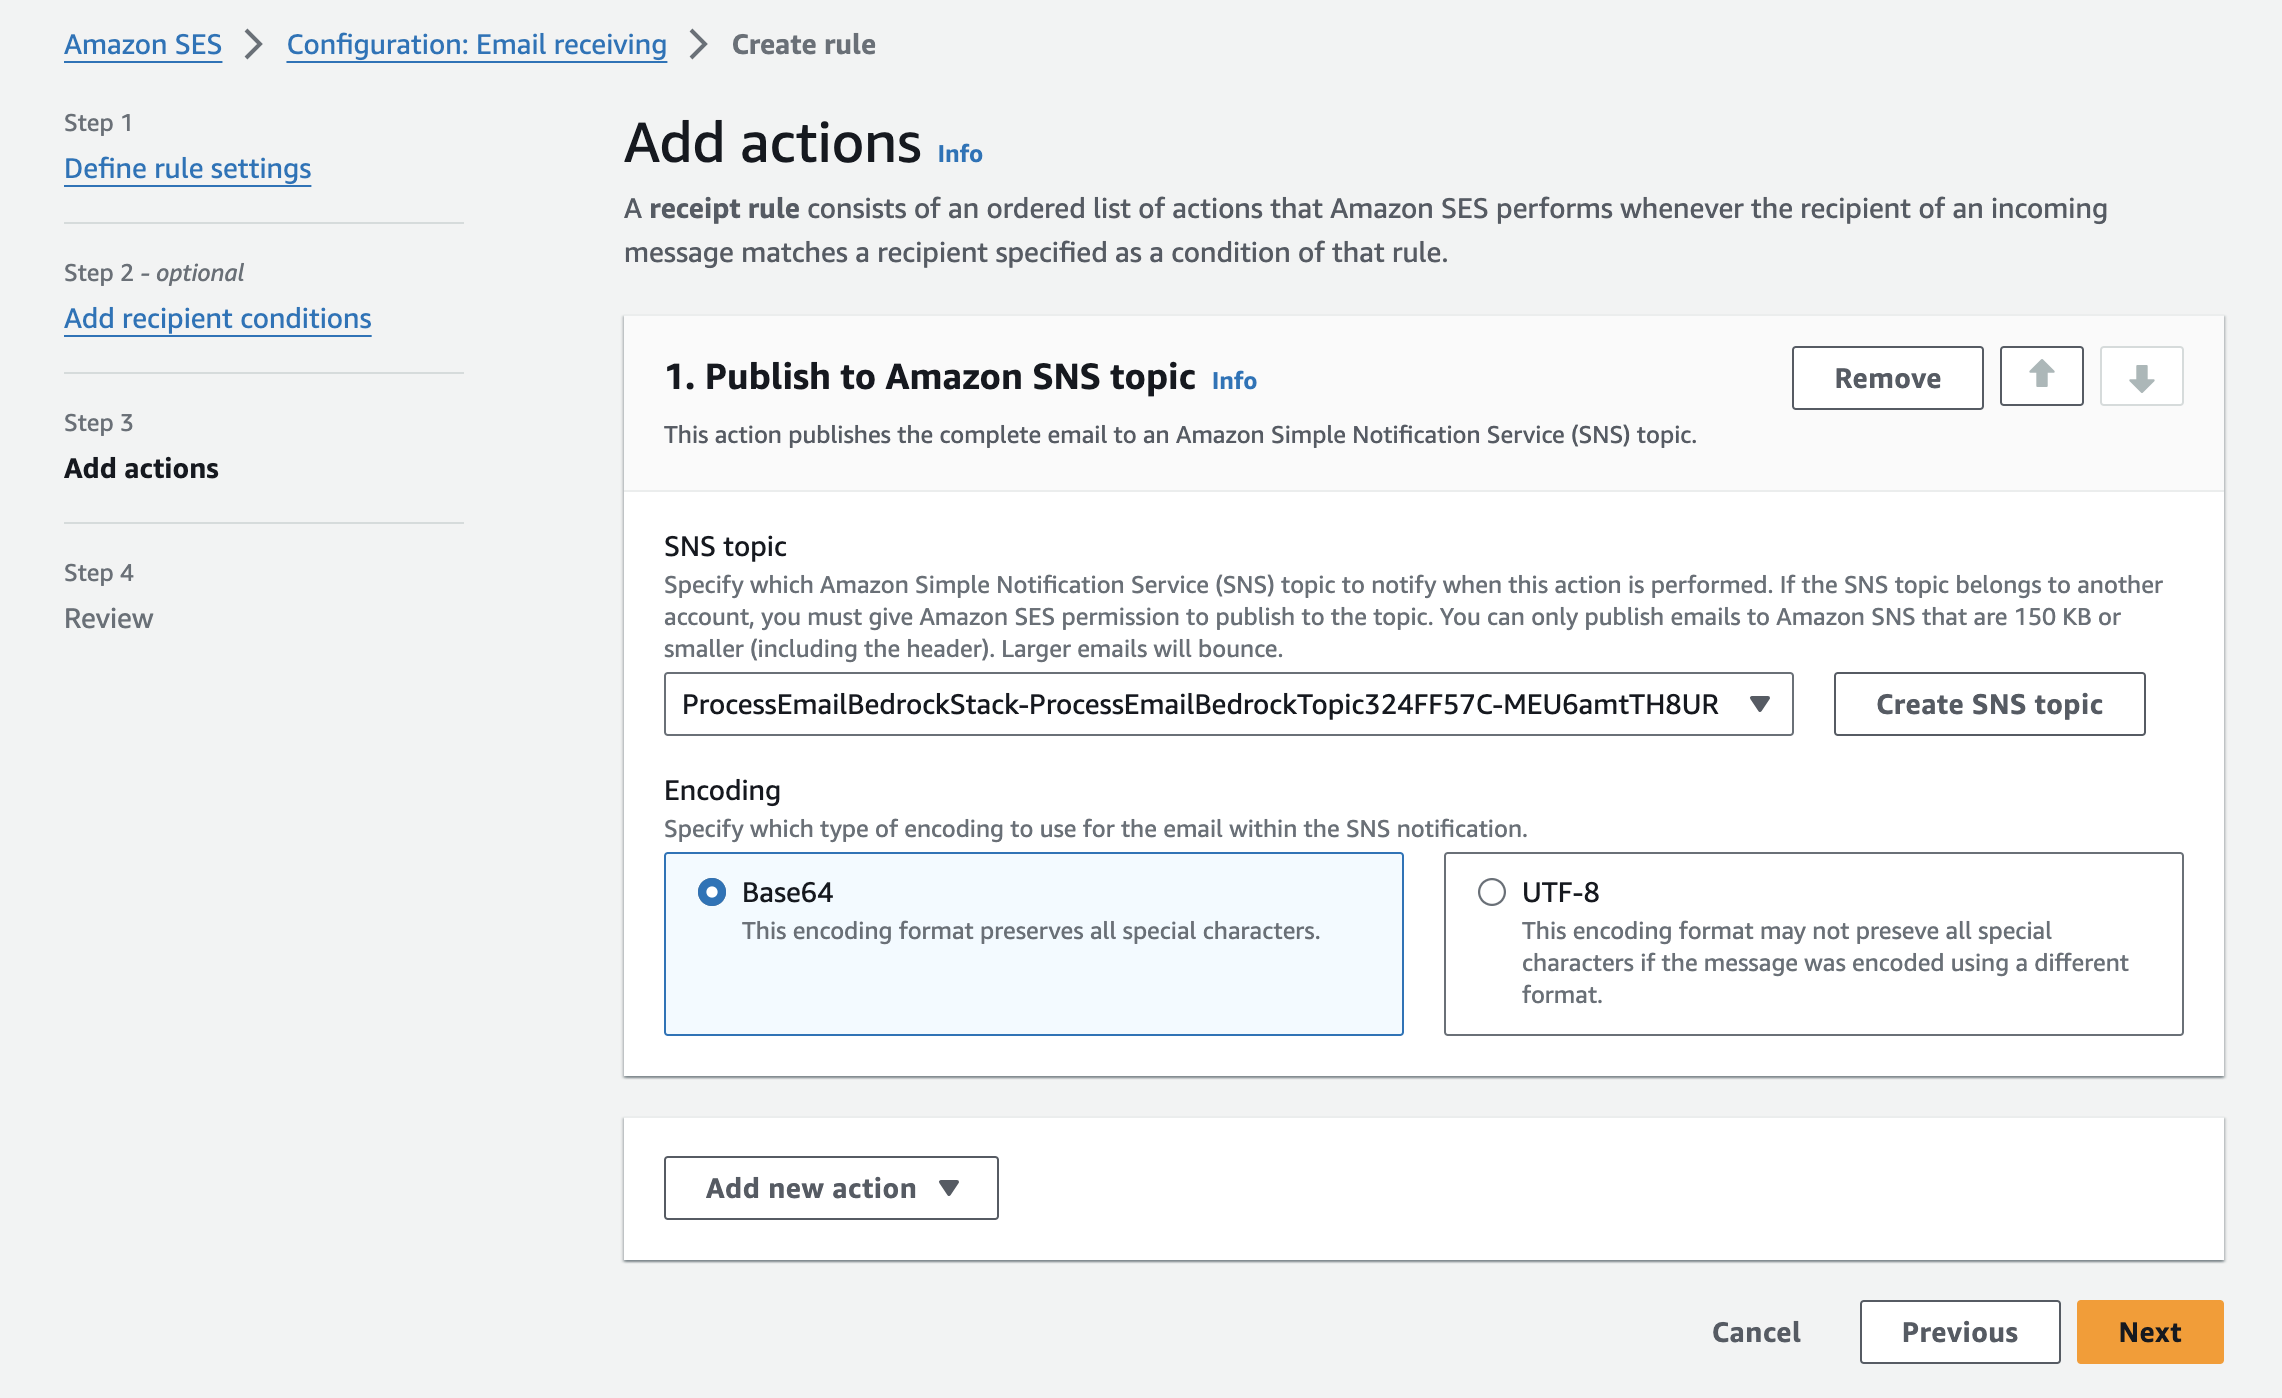 Amazon SES > Configuration: Email receiving > Create rule
Step 1
Define rule settings
Step 2 - optional
Add recipient conditions
Step 3
Add actions
Step 4
Review
Add actions Info
A receipt rule consists of an ordered list of actions that Amazon SES performs whenever the recipient of an incoming
message matches a recipient specified as a condition of that rule.
1. Publish to Amazon SNS topic Info
Remove
This action publishes the complete email to an Amazon Simple Notification Service (SNS) topic.
SNS topic
Specify which Amazon Simple Notification Service (SNS) topic to notify when this action is performed. If the SNS topic belongs to another
account, you must give Amazon SES permission to publish to the topic. You can only publish emails to Amazon SNS that are 150 KB or
smaller (including the header). Larger emails will bounce.
ProcessEmailBedrockStack-ProcessEmailBedrockTopic324FF57C-MEU6amtTH8UR
Create SNS topic
Encoding
Specify which type of encoding to use for the email within the SNS notification.
Base64
This encoding format preserves all special characters.
UTF-8
This encoding format may not preseve all special
characters if the message was encoded using a different
format.
Add new action
Cancel
Previous
Next